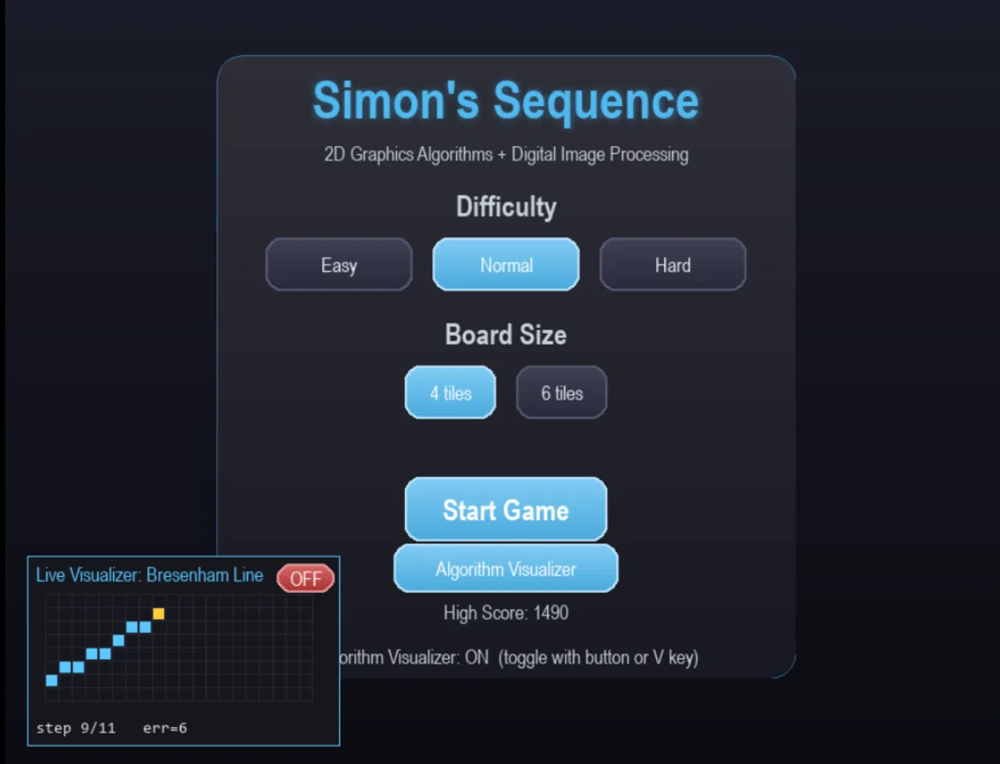 Simon's Sequence
2D Graphics Algorithms + Digital Image Processing
Difficulty
Easy Normal Hard
Board Size
4 tiles 6 tiles
Start Game
Algorithm Visualizer
High Score: 1490
orithm Visualizer: ON (toggle with button or V key)
Live Visualizer: Bresenham Line OFF
step 9/11 err=6